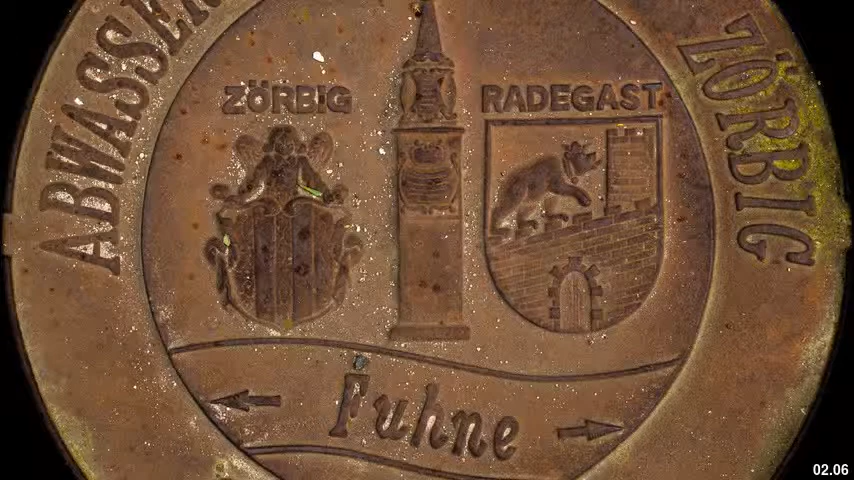 ABWASSER
ZÖRBIG
ZÖRBIG
RADEGAST
Fuhne
02.06